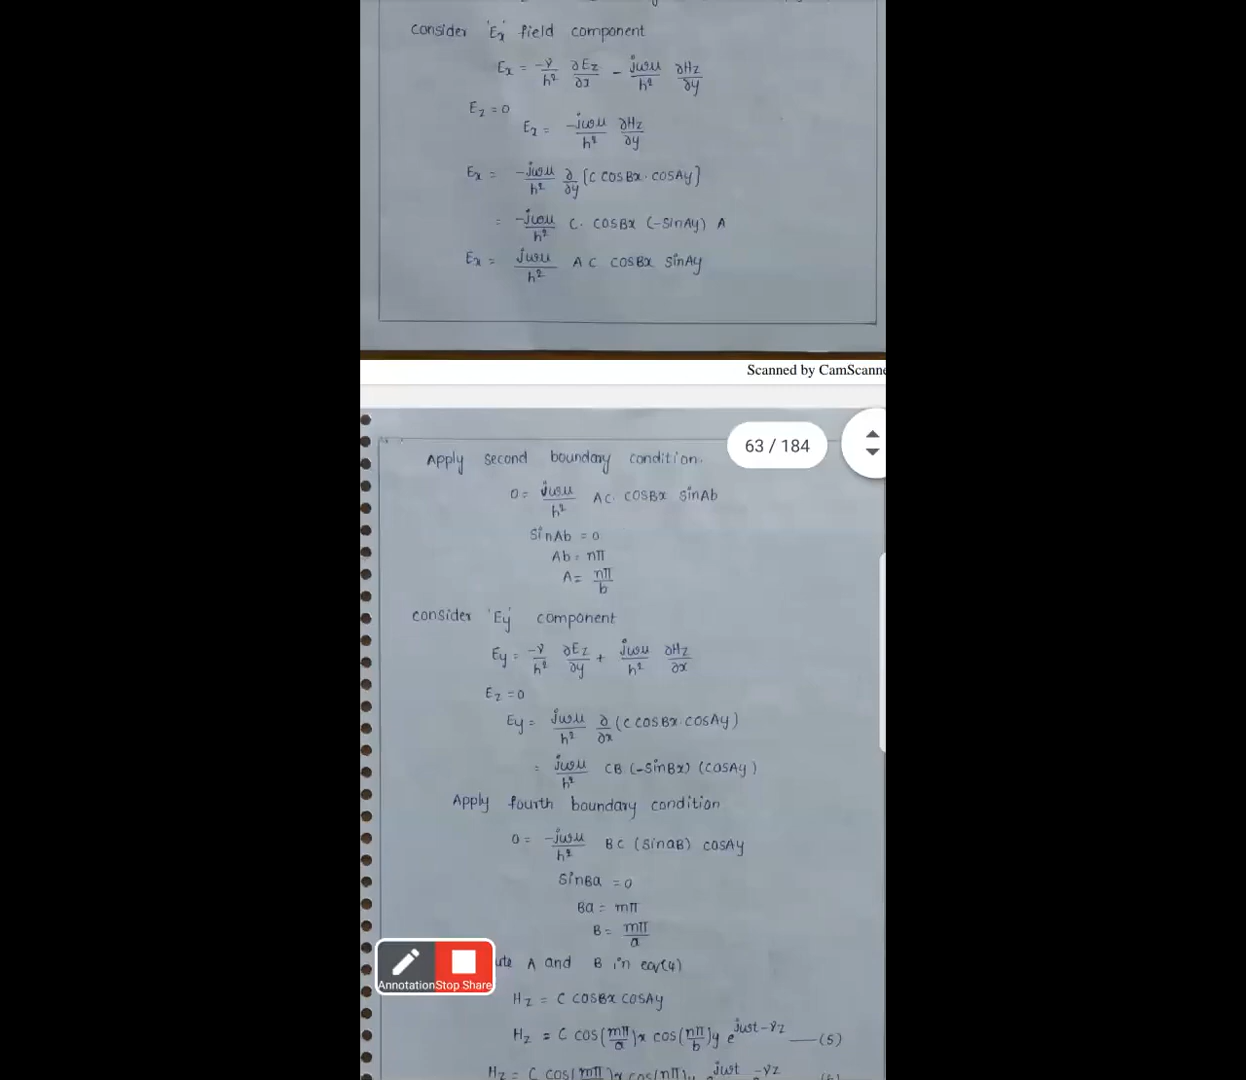 consider 'Ex' field component
Ex = -γ/h² ∂Ez/∂x - jωμ/h² ∂Hz/∂y
Ez = 0
Ex = -jωμ/h² ∂Hz/∂y
Ex = -jωμ/h² ∂/∂y [C cosBx · cosAy]
= -jωμ/h² C · cosBx (-sinAy) A
Ex = jωμ/h² A C cosBx sinAy
Scanned by CamScanne
63 / 184
Apply second boundary condition.
0 = jωμ/h² AC · cosBx sinAb
sinAb = 0
Ab = nπ
A = nπ/b
consider 'Ey' component
Ey = -γ/h² ∂Ez/∂y + jωμ/h² ∂Hz/∂x
Ez = 0
Ey = jωμ/h² ∂/∂x (C cosBx · cosAy)
= jωμ/h² CB (-sinBx) (cosAy)
Apply fourth boundary condition
0 = -jωμ/h² BC (sinaB) cosAy
sinBa = 0
Ba = mπ
B = mπ/a
Annotation Stop Share
ute A and B in eq(4)
Hz = C cosBx cosAy
Hz = C cos(mπ/a)x cos(nπ/b)y e^jωt-γz —(5)